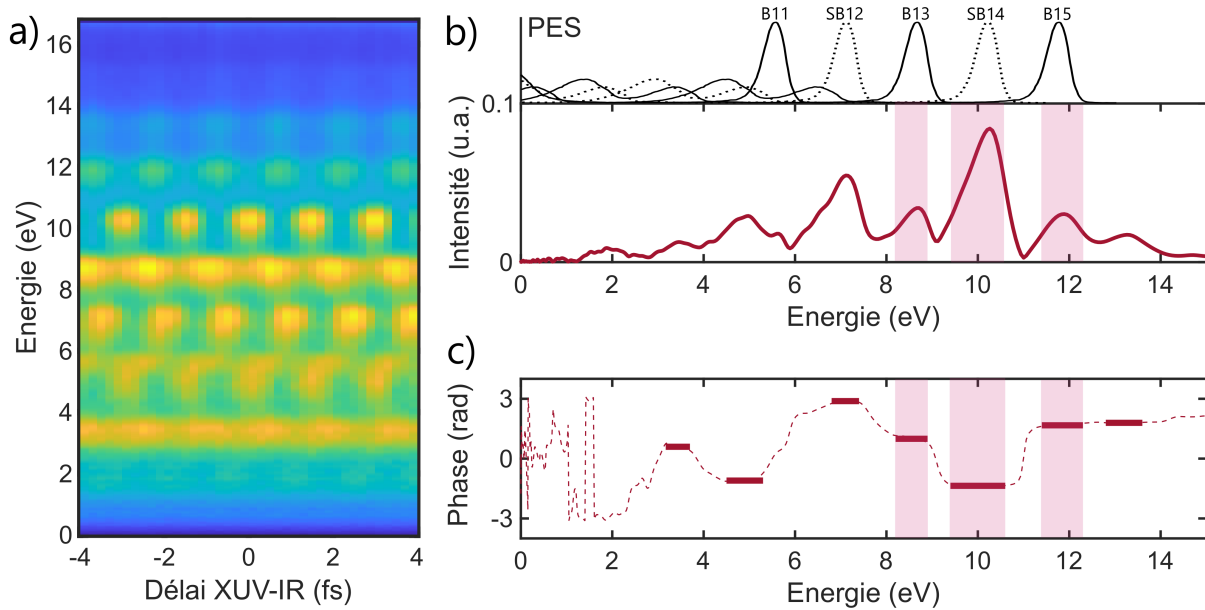 a)
16
14
12
10
8
6
4
2
0
Energie (eV)
-4
-2
0
2
4
Délai XUV-IR (fs)
b)
PES
B11
SB12
B13
SB14
B15
0.1
0
Intensité (u.a.)
0
2
4
6
8
10
12
14
Energie (eV)
c)
3
0
-3
Phase (rad)
0
2
4
6
8
10
12
14
Energie (eV)